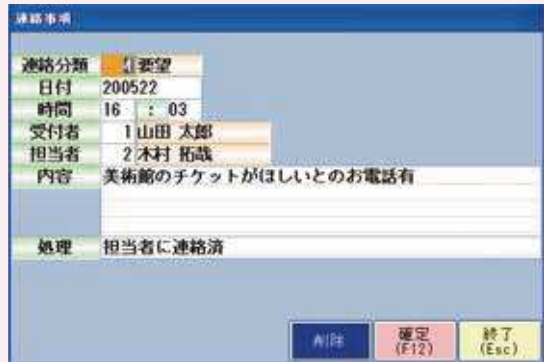 連絡事項
連絡分類 4 要望
日付 200522
時間 16 : 03
受付者 1 山田 太郎
担当者 2 木村 拓哉
内容 美術館のチケットがほしいとのお電話有
処理 担当者に連絡済
削除 確定 終了
(F12) (Esc)